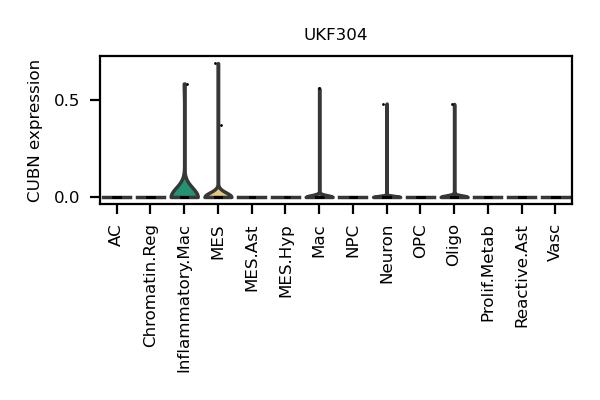 UKF304
CUBN expression
0.5
0.0
AC
Chromatin.Reg
Inflammatory.Mac
MES
MES.Ast
MES.Hyp
Mac
NPC
Neuron
OPC
Oligo
Prolif.Metab
Reactive.Ast
Vasc